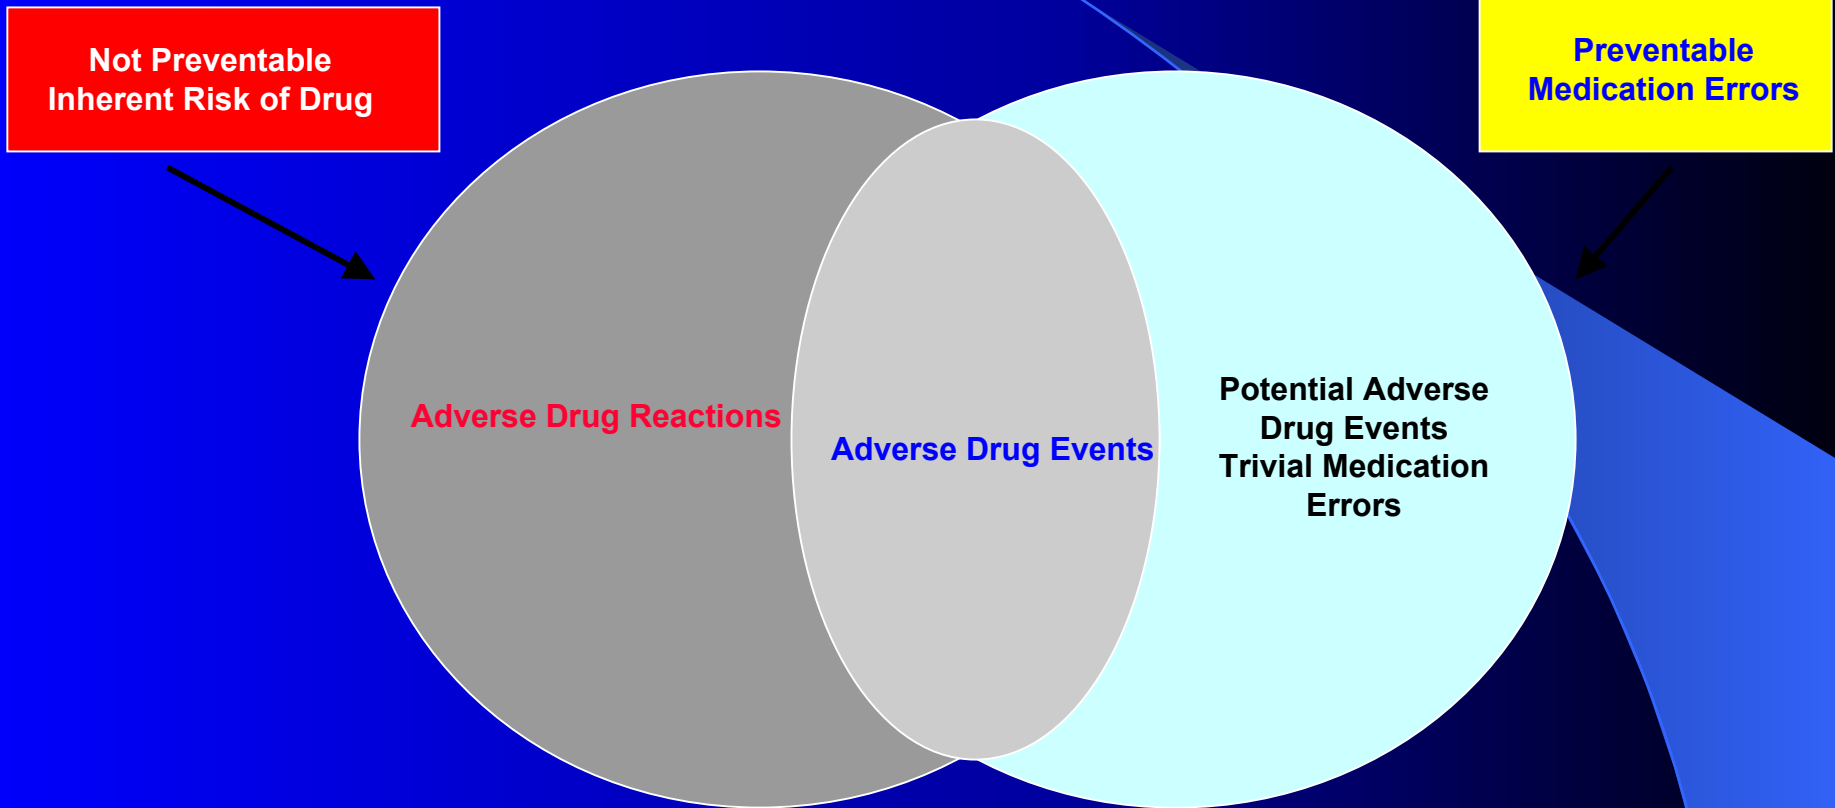 Not Preventable
Inherent Risk of Drug
Preventable
Medication Errors
Adverse Drug Reactions
Adverse Drug Events
Potential Adverse
Drug Events
Trivial Medication
Errors